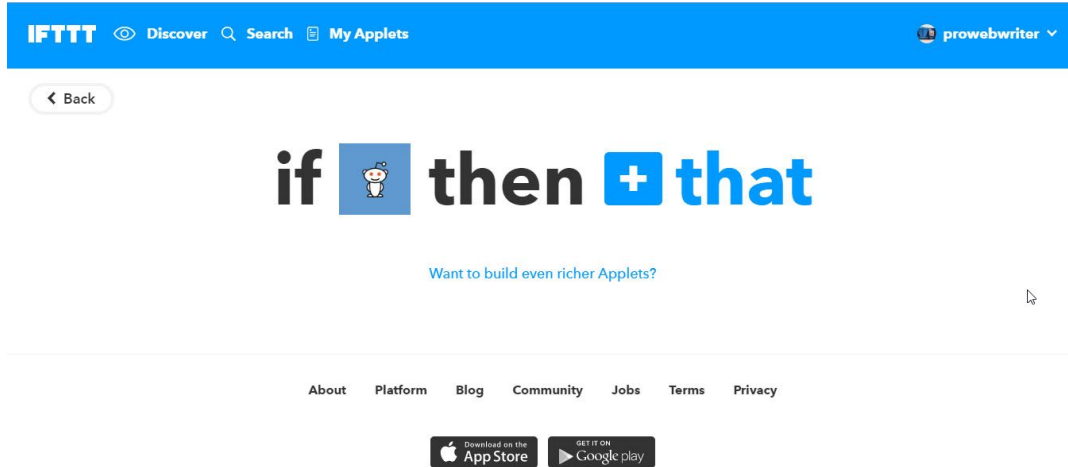 IFTTT Discover Search My Applets prowebwriter
Back
if then + that
Want to build even richer Applets?
About Platform Blog Community Jobs Terms Privacy
Download on the App Store
GET IT ON Google play